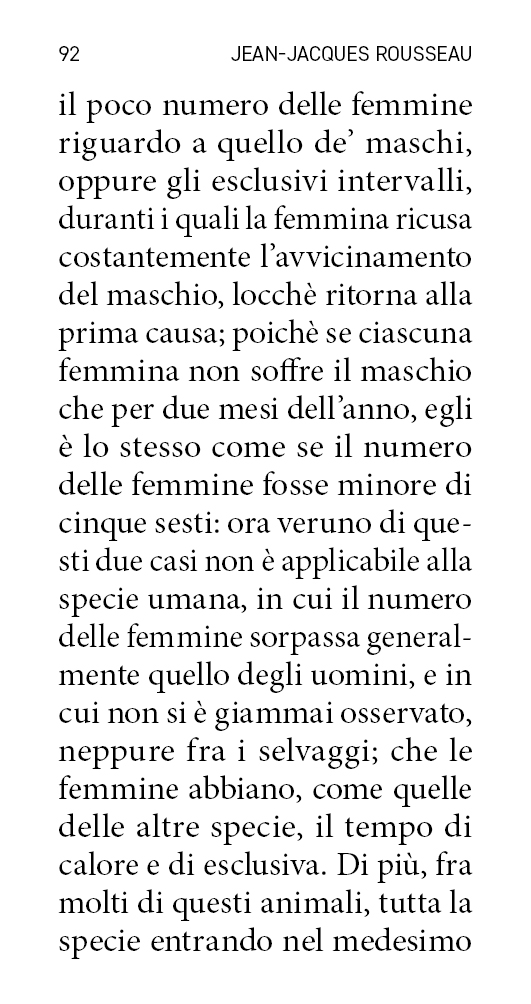 92 JEAN-JACQUES ROUSSEAU
il poco numero delle femmine
riguardo a quello de’ maschi,
oppure gli esclusivi intervalli,
duranti i quali la femmina ricusa
costantemente l’avvicinamento
del maschio, locchè ritorna alla
prima causa; poichè se ciascuna
femmina non soffre il maschio
che per due mesi dell’anno, egli
è lo stesso come se il numero
delle femmine fosse minore di
cinque sesti: ora veruno di que-
sti due casi non è applicabile alla
specie umana, in cui il numero
delle femmine sorpassa general-
mente quello degli uomini, e in
cui non si è giammai osservato,
neppure fra i selvaggi; che le
femmine abbiano, come quelle
delle altre specie, il tempo di
calore e di esclusiva. Di più, fra
molti di questi animali, tutta la
specie entrando nel medesimo